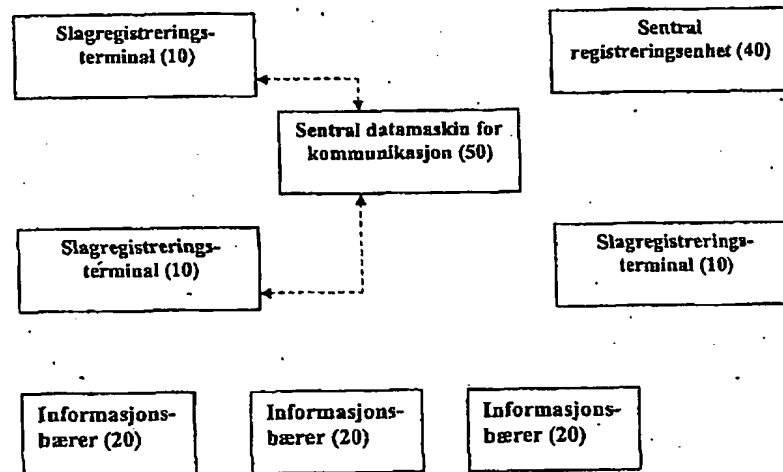 Slagregistrerings-
terminal (10)
Sentral
registreringsenhet (40)
Sentral datamaskin for
kommunikasjon (50)
Slagregistrerings-
terminal (10)
Slagregistrerings-
terminal (10)
Informasjons-
bærer (20)
Informasjons-
bærer (20)
Informasjons-
bærer (20)